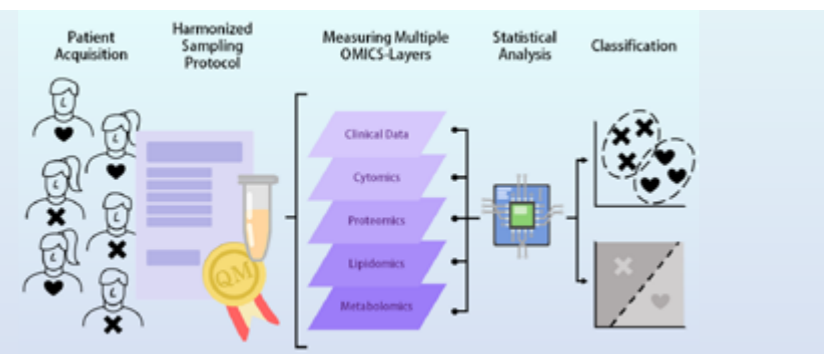 Patient
Acquisition
Harmonized
Sampling
Protocol
Measuring Multiple
OMICS-Layers
Statistical
Analysis
Classification
Clinical Data
Cytomics
Proteomics
Lipidomics
Metabolomics
QM